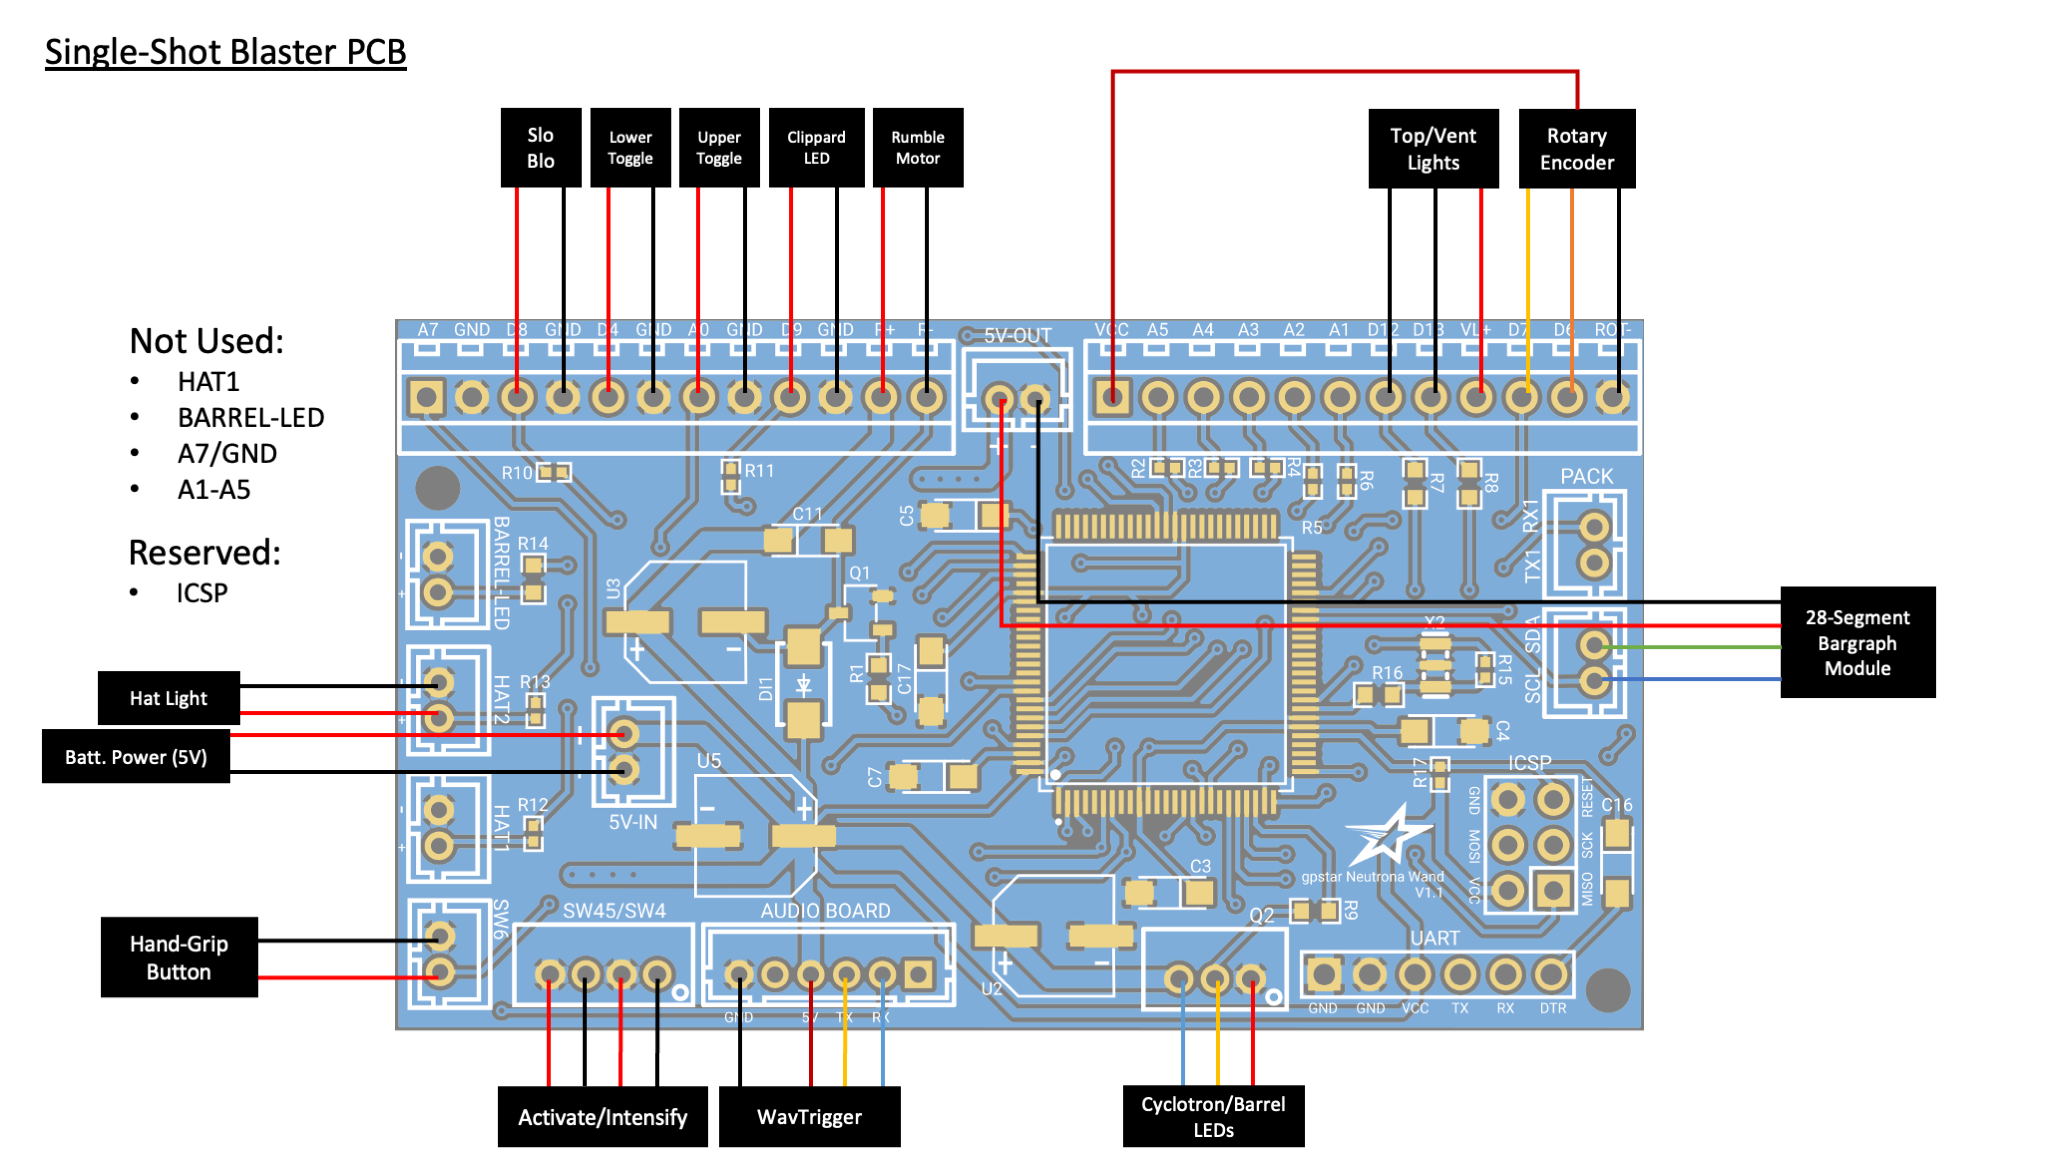 Single-Shot Blaster PCB
Slo
Blo
Lower
Toggle
Upper
Toggle
Clippard
LED
Rumble
Motor
Top/Vent
Lights
Rotary
Encoder
Not Used:
• HAT1
• BARREL-LED
• A7/GND
• A1-A5
Reserved:
• ICSP
A7 GND D8 GND D4 GND A0 GND D9 GND R+ R-
5V-OUT
+ -
VCC A5 A4 A3 A2 A1 D12 D13 VL+ D7 D6 ROT-
R10
R11
C11
C5
R2
R3
R4
R6
R7
R8
R5
PACK
RX1
TX1
BARREL-LED
- +
R14
U3
+ -
Q1
R1
C17
D1
X2
R15
R16
SDA
SCL
28-Segment
Bargraph
Module
Hat Light
HAT2
+
R13
Batt. Power (5V)
5V-IN
U5
- +
C7
C4
R17
ICSP
GND
MOSI
VCC
RESET
SCK
MISO
C16
HAT1
- +
R12
gpstar Neutrona Wand
V1.1
C3
Q2
R9
U2
+ -
Hand-Grip
Button
SW6
SW45/SW4
AUDIO BOARD
GND 5V TX RX
UART
GND GND VCC TX RX DTR
Activate/Intensify
WavTrigger
Cyclotron/Barrel
LEDs